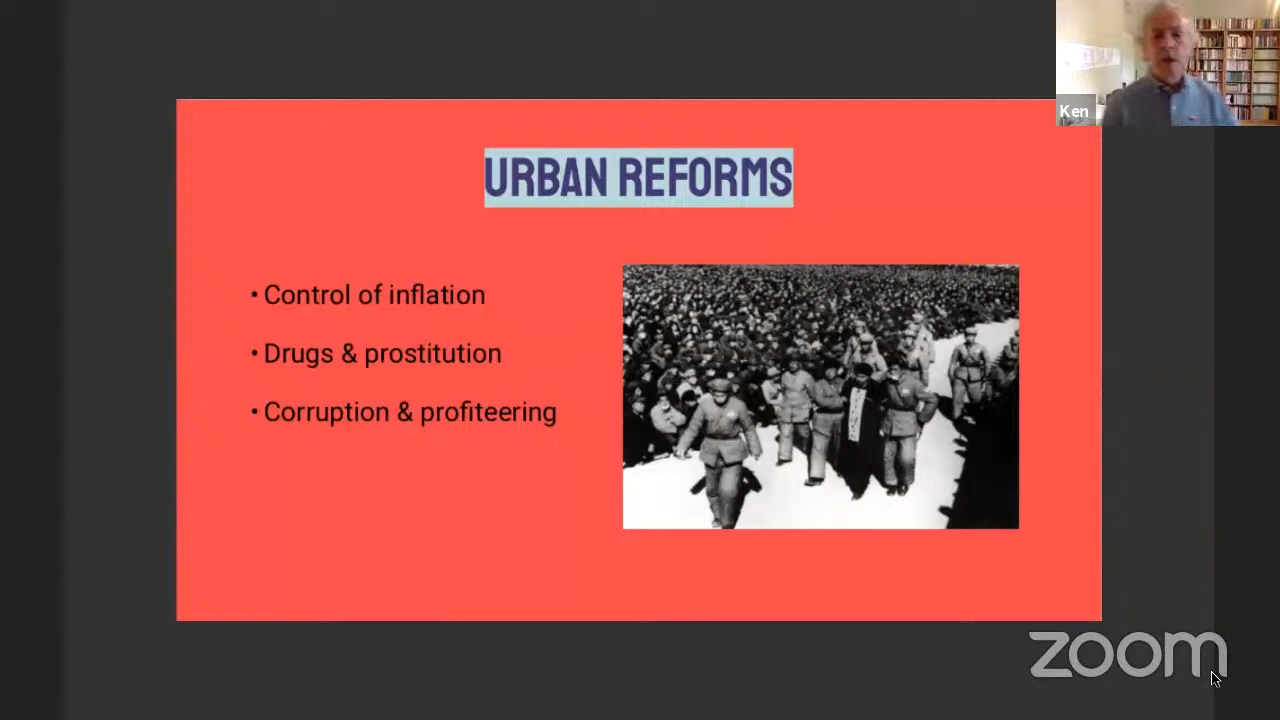 Ken
URBAN REFORMS
• Control of inflation
• Drugs & prostitution
• Corruption & profiteering
zoom